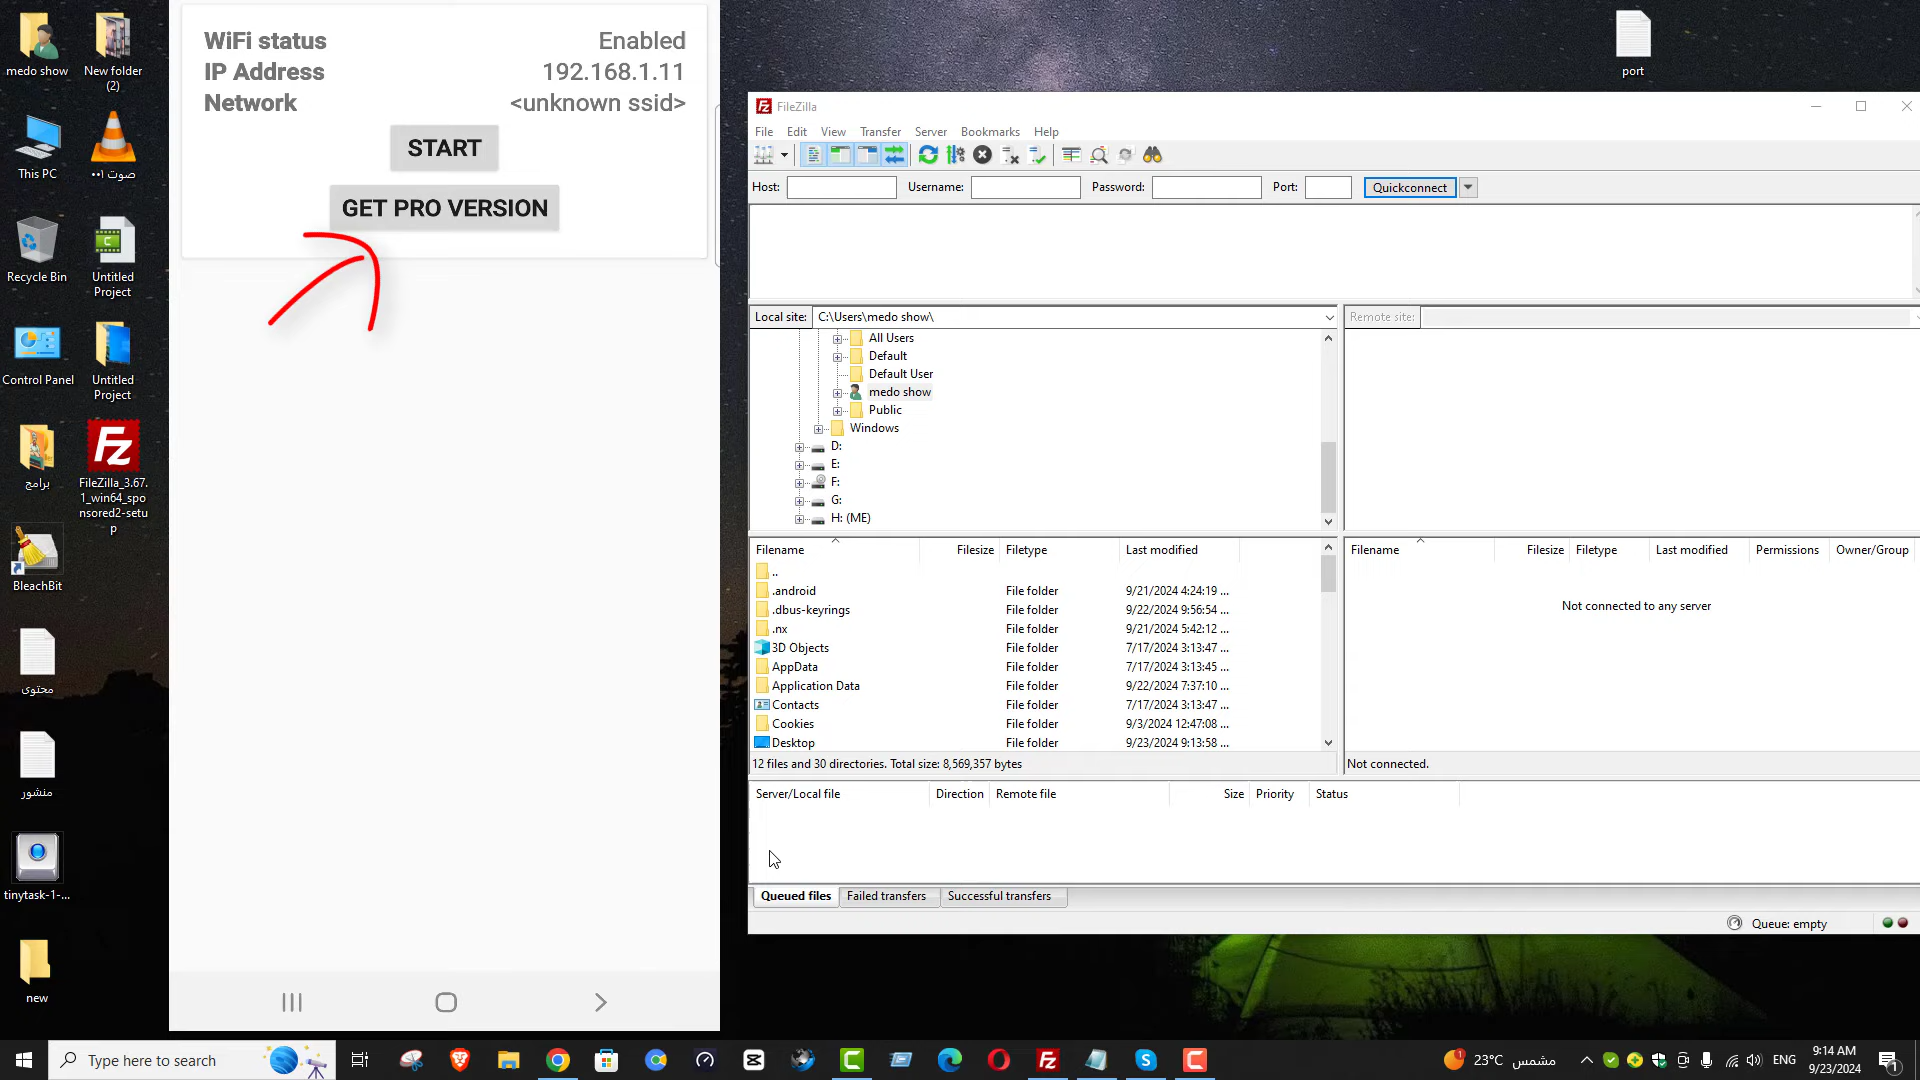 medo show
New folder (2)
This PC
صوت ٠٠١
Recycle Bin
Untitled Project
Control Panel
Untitled Project
برامج
FileZilla_3.67.
1_win64_spo
nsored2-setu
p
BleachBit
محتوى
منشور
tinytask-1-...
new
port
WiFi status Enabled
IP Address 192.168.1.11
Network <unknown ssid>
START
GET PRO VERSION
FileZilla
File Edit View Transfer Server Bookmarks Help
Host: Username: Password: Port: Quickconnect
Local site: C:\Users\medo show\
Remote site:
All Users
Default
Default User
medo show
Public
Windows
D:
E:
F:
G:
H: (ME)
Filename Filesize Filetype Last modified
..
.android File folder 9/21/2024 4:24:19 ...
.dbus-keyrings File folder 9/22/2024 9:56:54 ...
.nx File folder 9/21/2024 5:42:12 ...
3D Objects File folder 7/17/2024 3:13:47 ...
AppData File folder 7/17/2024 3:13:45 ...
Application Data File folder 9/22/2024 7:37:10 ...
Contacts File folder 7/17/2024 3:13:47 ...
Cookies File folder 9/3/2024 12:47:08 ...
Desktop File folder 9/23/2024 9:13:58 ...
12 files and 30 directories. Total size: 8,569,357 bytes
Filename Filesize Filetype Last modified Permissions Owner/Group
Not connected to any server
Not connected.
Server/Local file Direction Remote file Size Priority Status
Queued files Failed transfers Successful transfers
Queue: empty
Type here to search
23°C مشمس
ENG
9:14 AM
9/23/2024
1